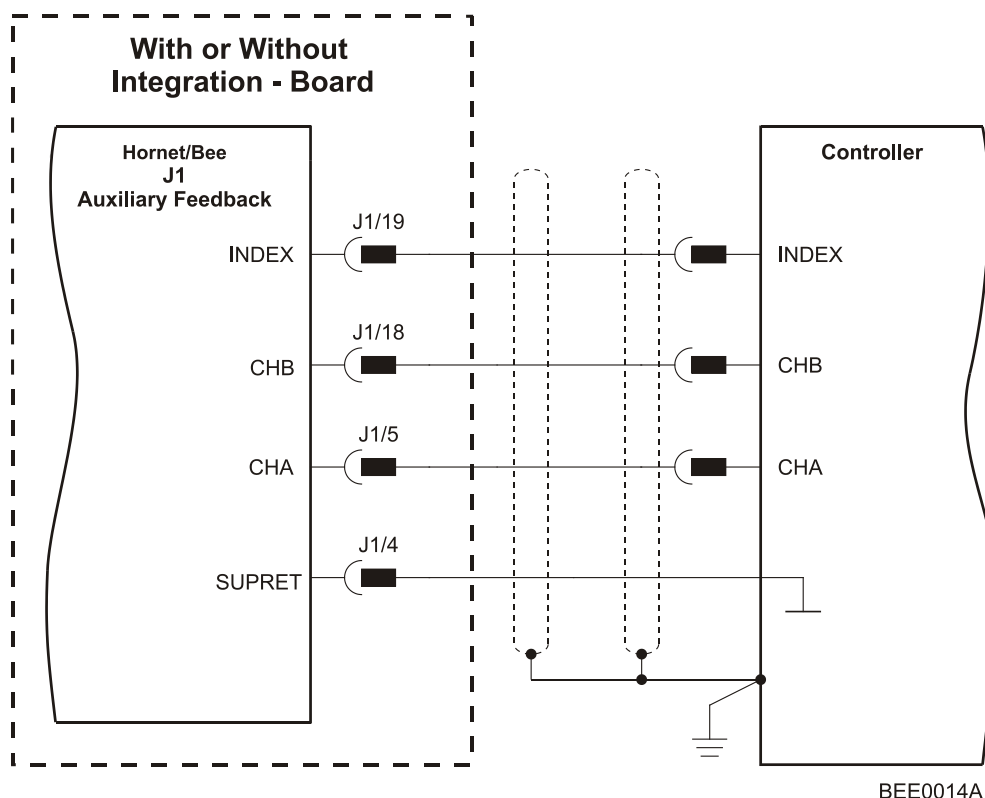 With or Without
Integration - Board
Hornet/Bee
J1
Auxiliary Feedback
Controller
J1/19
INDEX
INDEX
J1/18
CHB
CHB
J1/5
CHA
CHA
J1/4
SUPRET
BEE0014A